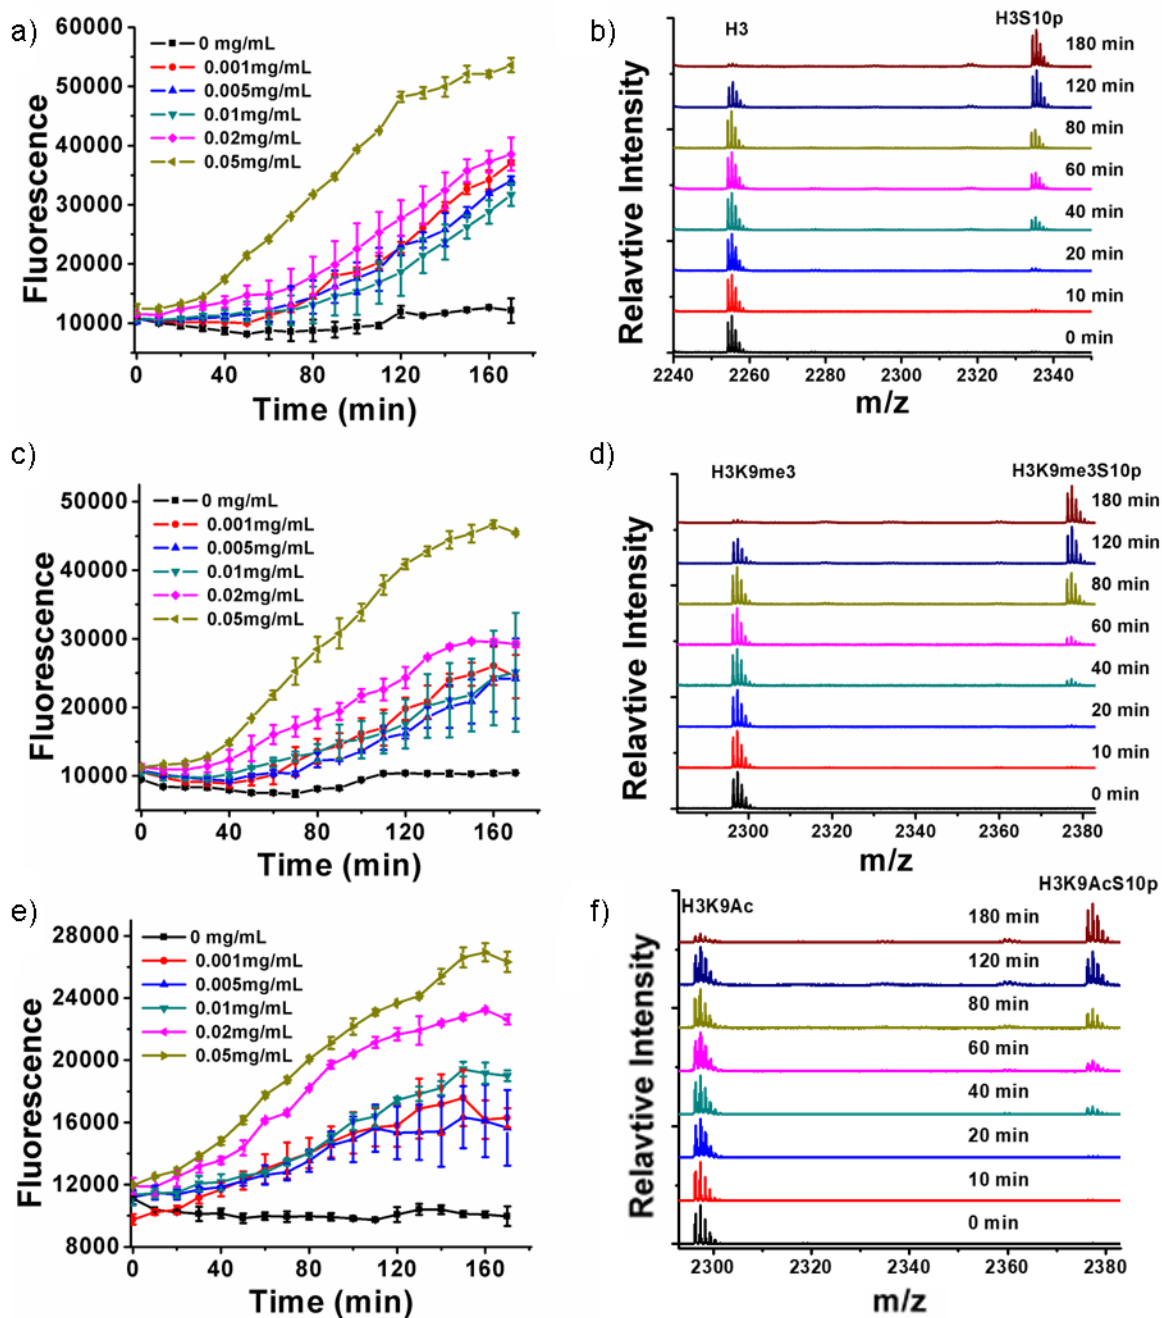 a)
60000
50000
40000
30000
20000
10000
Fluorescence
0 mg/mL
0.001mg/mL
0.005mg/mL
0.01mg/mL
0.02mg/mL
0.05mg/mL
0 40 80 120 160
Time (min)
b)
H3 H3S10p
180 min
120 min
80 min
60 min
40 min
20 min
10 min
0 min
Relavtive Intensity
2240 2260 2280 2300 2320 2340
m/z
c)
50000
40000
30000
20000
10000
Fluorescence
0 mg/mL
0.001mg/mL
0.005mg/mL
0.01mg/mL
0.02mg/mL
0.05mg/mL
0 40 80 120 160
Time (min)
d)
H3K9me3 H3K9me3S10p
180 min
120 min
80 min
60 min
40 min
20 min
10 min
0 min
Relavtive Intensity
2300 2320 2340 2360 2380
m/z
e)
28000
24000
20000
16000
12000
8000
Fluorescence
0 mg/mL
0.001mg/mL
0.005mg/mL
0.01mg/mL
0.02mg/mL
0.05mg/mL
0 40 80 120 160
Time (min)
f)
H3K9Ac H3K9AcS10p
180 min
120 min
80 min
60 min
40 min
20 min
10 min
0 min
Relavtive Intensity
2300 2320 2340 2360 2380
m/z